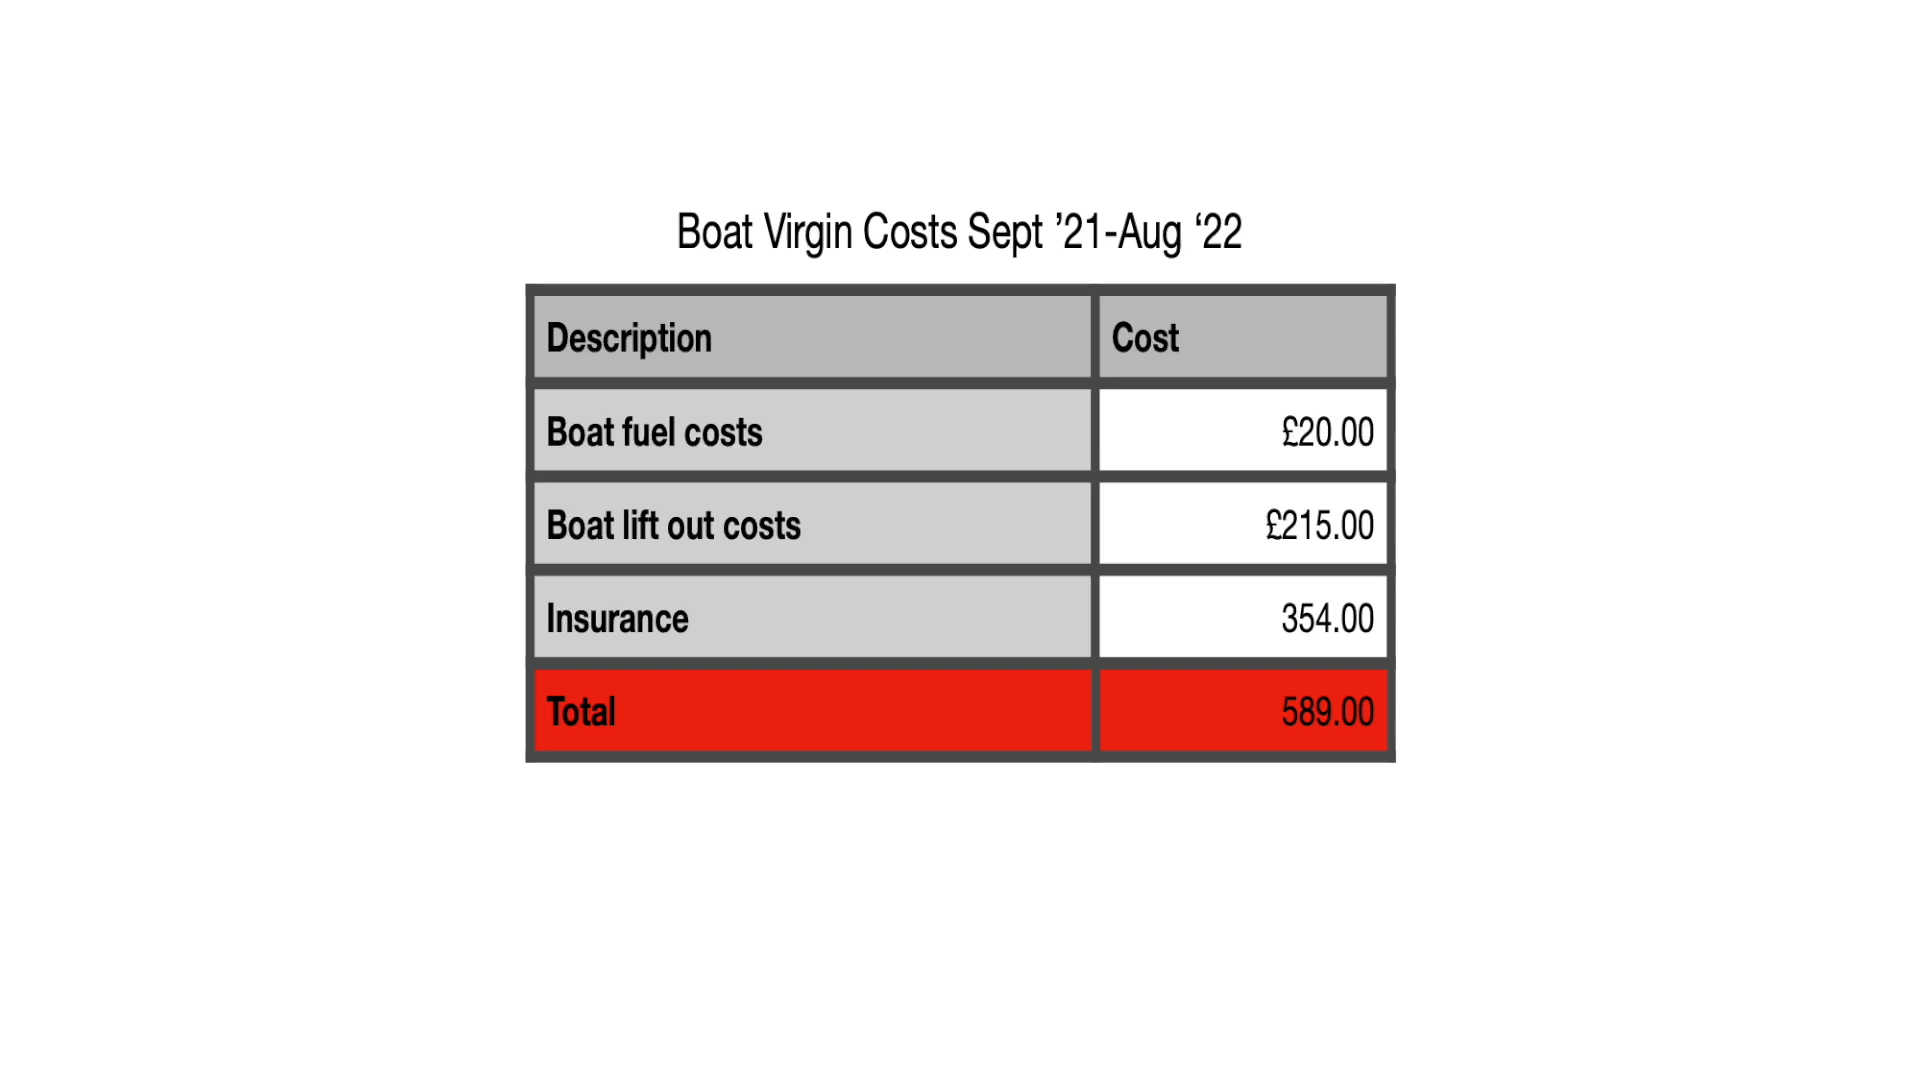 Boat Virgin Costs Sept ’21-Aug ‘22
Description Cost
Boat fuel costs £20.00
Boat lift out costs £215.00
Insurance 354.00
Total 589.00